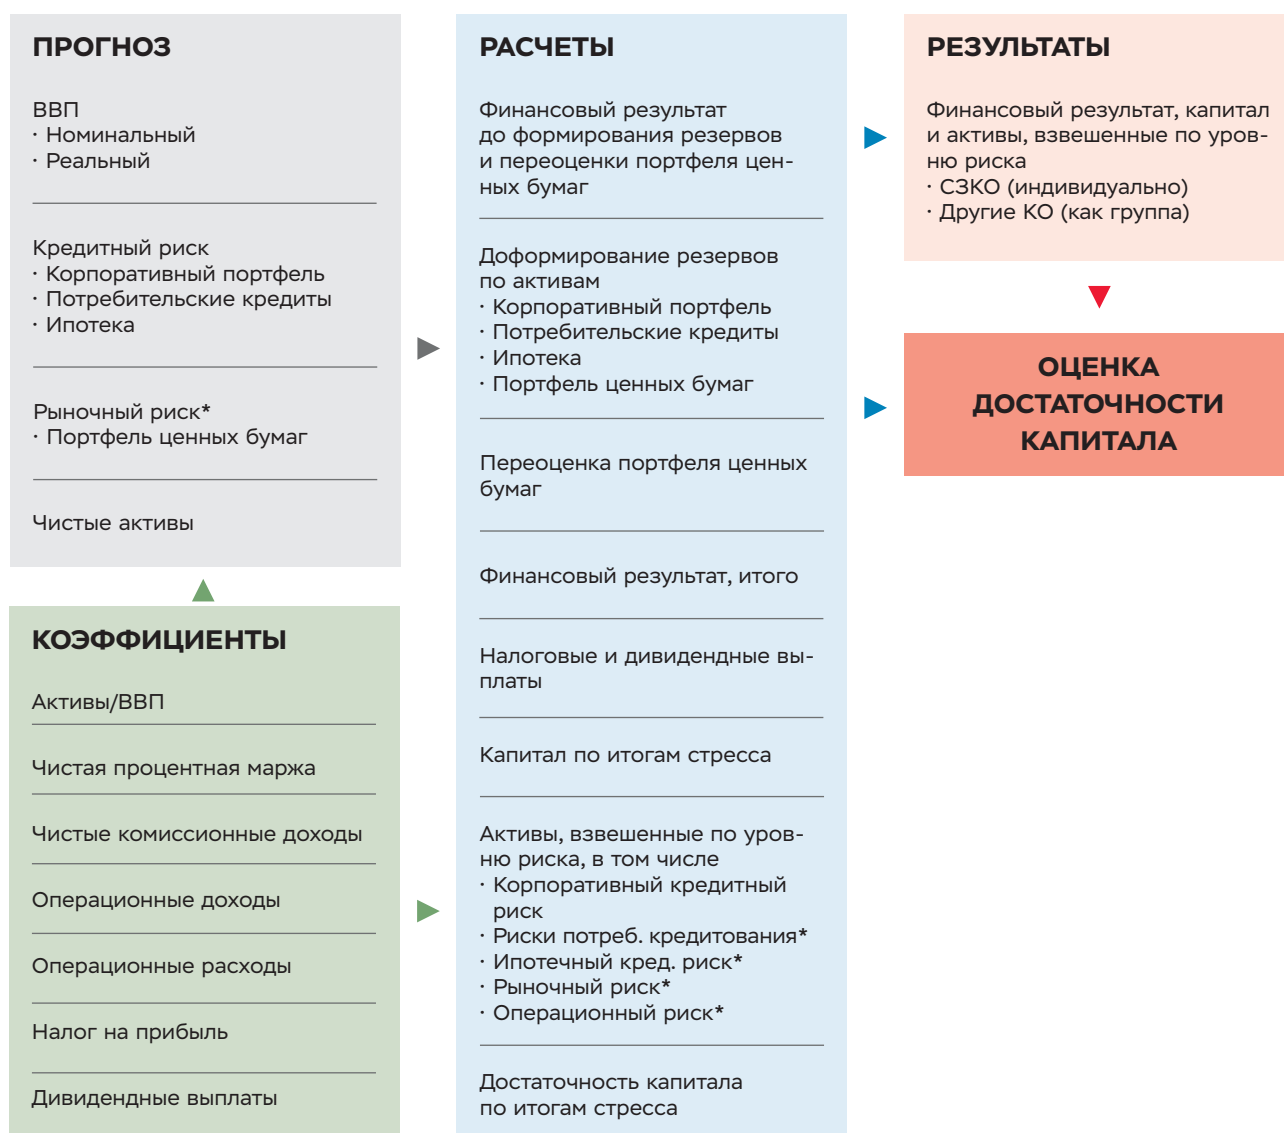 ПРОГНОЗ
ВВП
· Номинальный
· Реальный
Кредитный риск
· Корпоративный портфель
· Потребительские кредиты
· Ипотека
Рыночный риск*
· Портфель ценных бумаг
Чистые активы
КОЭФФИЦИЕНТЫ
Активы/ВВП
Чистая процентная маржа
Чистые комиссионные доходы
Операционные доходы
Операционные расходы
Налог на прибыль
Дивидендные выплаты
РАСЧЕТЫ
Финансовый результат
до формирования резервов
и переоценки портфеля цен-
ных бумаг
Доформирование резервов
по активам
· Корпоративный портфель
· Потребительские кредиты
· Ипотека
· Портфель ценных бумаг
Переоценка портфеля ценных
бумаг
Финансовый результат, итого
Налоговые и дивидендные вы-
платы
Капитал по итогам стресса
Активы, взвешенные по уров-
ню риска, в том числе
· Корпоративный кредитный
риск
· Риски потреб. кредитования*
· Ипотечный кред. риск*
· Рыночный риск*
· Операционный риск*
Достаточность капитала
по итогам стресса
РЕЗУЛЬТАТЫ
Финансовый результат, капитал
и активы, взвешенные по уров-
ню риска
· СЗКО (индивидуально)
· Другие КО (как группа)
ОЦЕНКА
ДОСТАТОЧНОСТИ
КАПИТАЛА